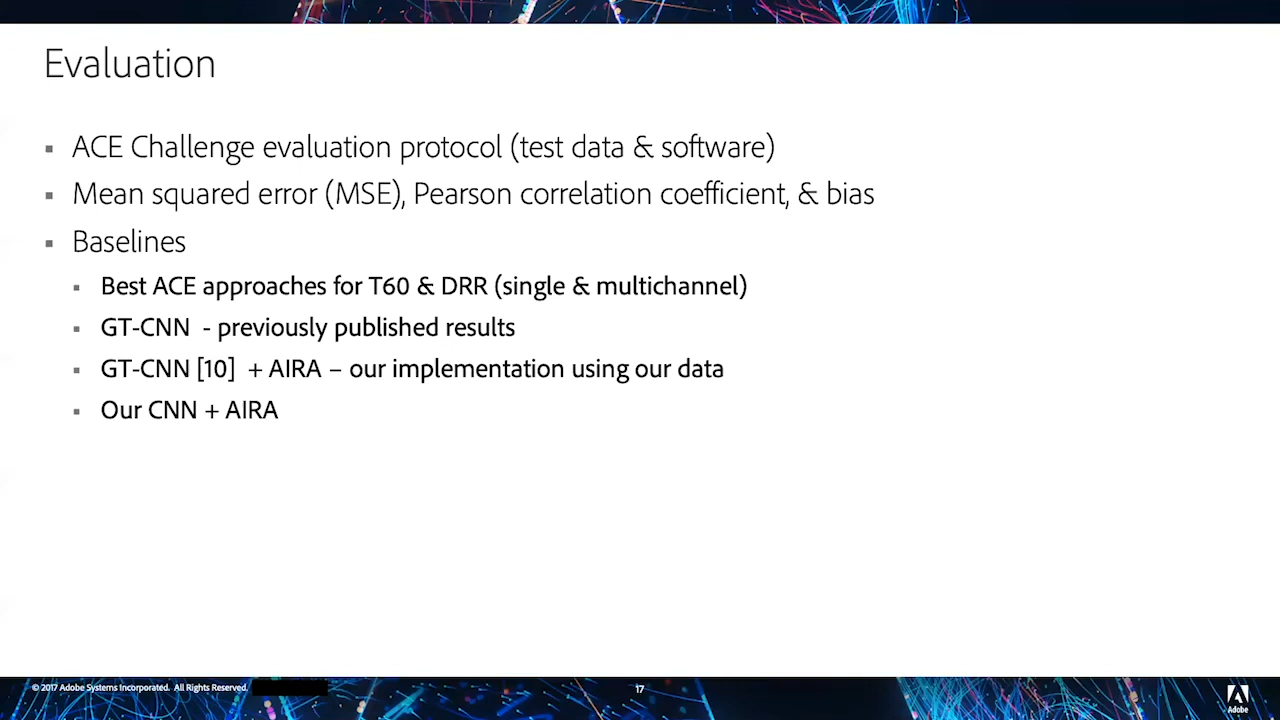 Evaluation
▪ ACE Challenge evaluation protocol (test data & software)
▪ Mean squared error (MSE), Pearson correlation coefficient, & bias
▪ Baselines
▪ Best ACE approaches for T60 & DRR (single & multichannel)
▪ GT-CNN - previously published results
▪ GT-CNN [10] + AIRA – our implementation using our data
▪ Our CNN + AIRA
© 2017 Adobe Systems Incorporated. All Rights Reserved.
17
Adobe